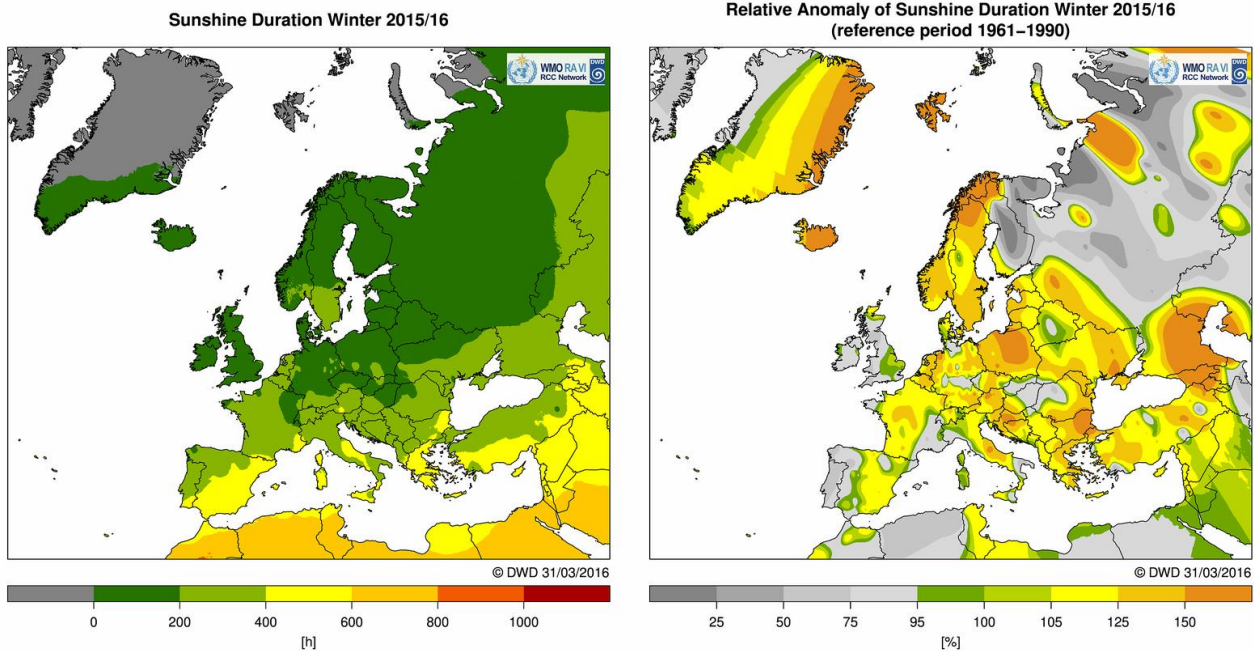 Sunshine Duration Winter 2015/16
WMO RA VI
RCC Network
DWD
© DWD 31/03/2016
0 200 400 600 800 1000
[h]
Relative Anomaly of Sunshine Duration Winter 2015/16
(reference period 1961−1990)
WMO RA VI
RCC Network
DWD
© DWD 31/03/2016
25 50 75 95 100 105 125 150
[%]